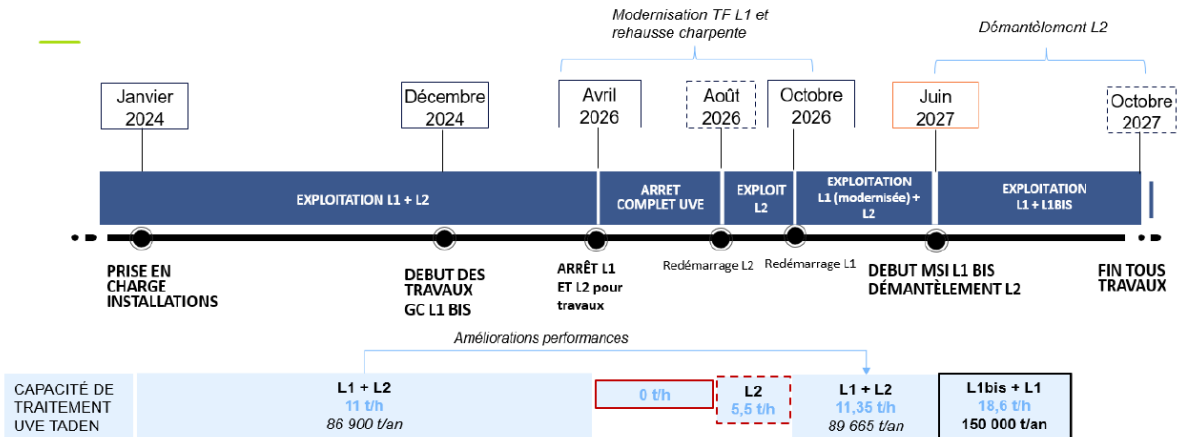 Modernisation TF L1 et
rehausse charpente
Démantèlement L2
Janvier
2024
Décembre
2024
Avril
2026
Août
2026
Octobre
2026
Juin
2027
Octobre
2027
EXPLOITATION L1 + L2
ARRET
COMPLET UVE
EXPLOIT
L2
EXPLOITATION
L1 (modernisée) +
L2
EXPLOITATION
L1 + L1BIS
PRISE EN
CHARGE
INSTALLATIONS
DEBUT DES
TRAVAUX
GC L1 BIS
ARRÊT L1
ET L2 pour
travaux
Redémarrage L2
Redémarrage L1
DEBUT MSI L1 BIS
DÉMANTÈLEMENT L2
FIN TOUS
TRAVAUX
Améliorations performances
CAPACITÉ DE
TRAITEMENT
UVE TADEN
L1 + L2
11 t/h
86 900 t/an
0 t/h
L2
5,5 t/h
L1 + L2
11,35 t/h
89 665 t/an
L1bis + L1
18,6 t/h
150 000 t/an